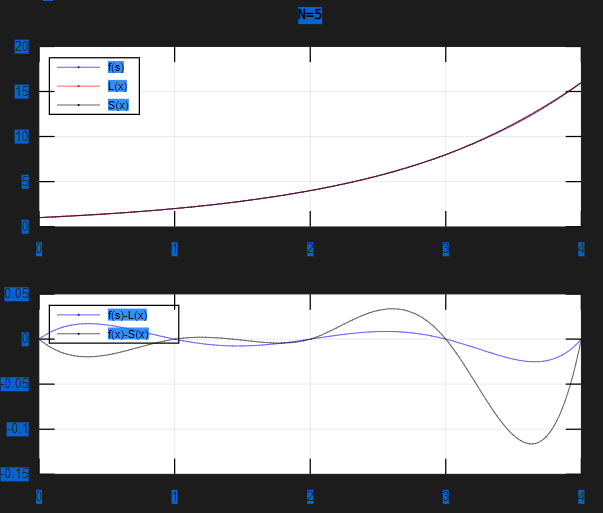 N=5
20
15
10
5
0
f(s)
L(x)
S(x)
0 1 2 3 4
0.05
0
-0.05
-0.1
-0.15
f(s)-L(x)
f(x)-S(x)
0 1 2 3 4